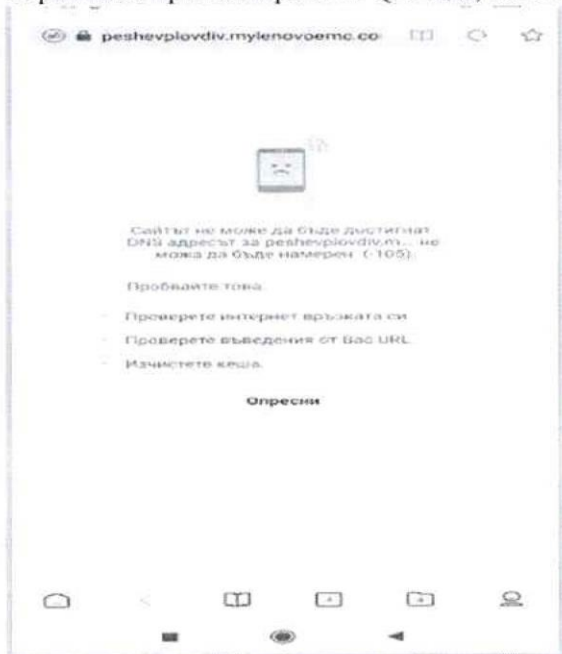 peshevplovdiv.mylenovoemc.co
Сайтът не може да бъде достигнат
DNS адресът за peshevplovdiv.m... не
можа да бъде намерен (-105).
Пробвайте това.
Проверете интернет връзката си
Проверете въведения от Вас URL
Изчистете кеша.
Опресни